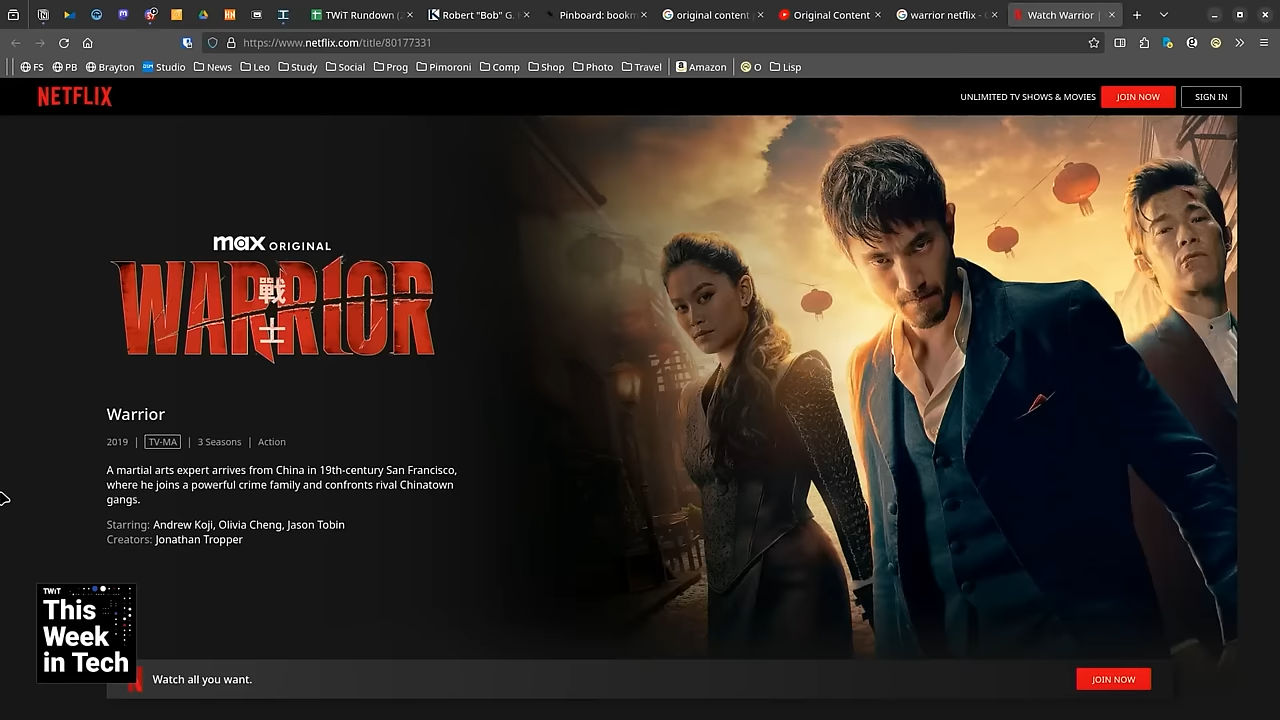 TWiT Rundown (
Robert "Bob" G.
Pinboard: bookm
original content
Original Content
warrior netflix -
Watch Warrior |
https://www.netflix.com/title/80177331
FS PB Brayton Studio News Leo Study Social Prog Pimoroni Comp Shop Photo Travel Amazon O Lisp
NETFLIX
UNLIMITED TV SHOWS & MOVIES JOIN NOW SIGN IN
max ORIGINAL
WARRIOR
戰士
Warrior
2019 | TV-MA | 3 Seasons | Action
A martial arts expert arrives from China in 19th-century San Francisco,
where he joins a powerful crime family and confronts rival Chinatown
gangs.
Starring: Andrew Koji, Olivia Cheng, Jason Tobin
Creators: Jonathan Tropper
TWiT
This
Week
in Tech
Watch all you want.
JOIN NOW